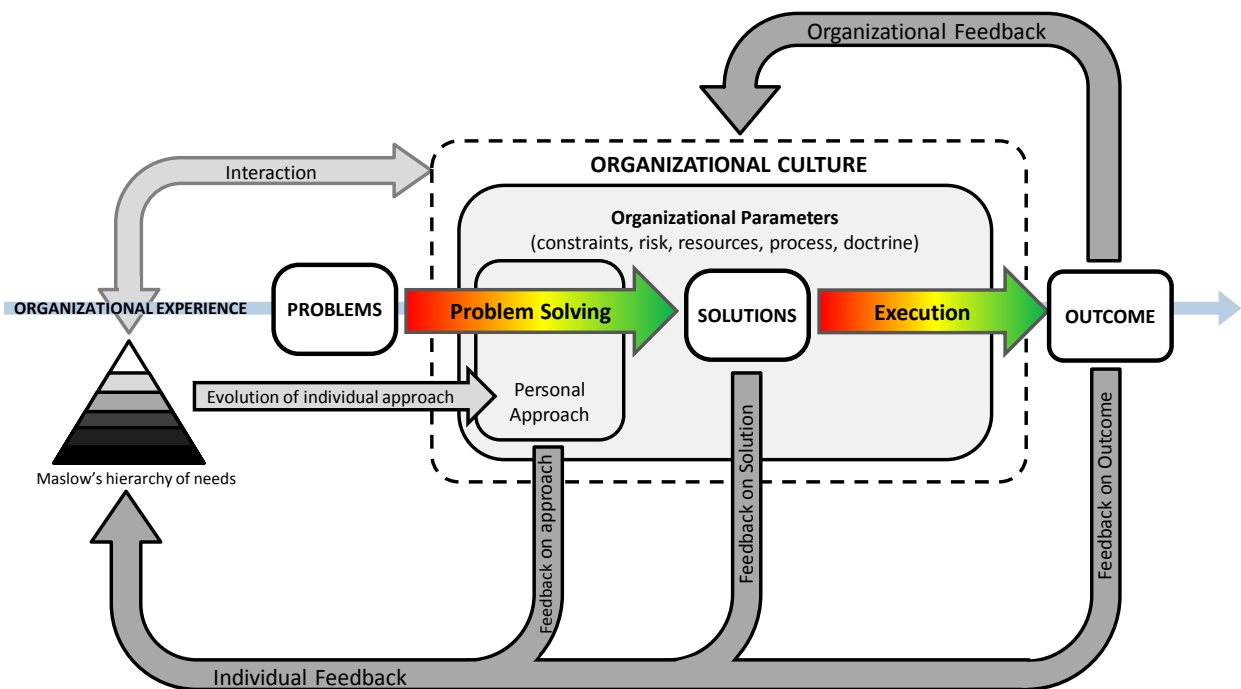 Organizational Feedback
ORGANIZATIONAL CULTURE
Interaction
Organizational Parameters
(constraints, risk, resources, process, doctrine)
ORGANIZATIONAL EXPERIENCE
PROBLEMS
Problem Solving
SOLUTIONS
Execution
OUTCOME
Evolution of individual approach
Personal
Approach
Maslow’s hierarchy of needs
Feedback on approach
Feedback on Solution
Feedback on Outcome
Individual Feedback